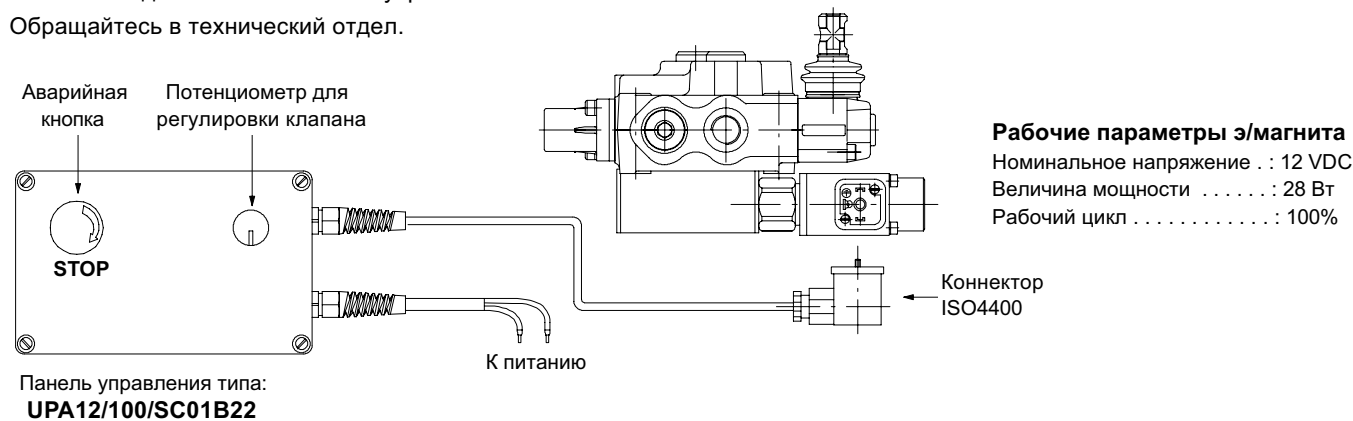 Обращайтесь в технический отдел.
Аварийная
кнопка
Потенциометр для
регулировки клапана
STOP
К питанию
Коннектор
ISO4400
Рабочие параметры э/магнита
Номинальное напряжение . : 12 VDC
Величина мощности . . . . . . : 28 Вт
Рабочий цикл . . . . . . . . . . . . : 100%
Панель управления типа:
UPA12/100/SC01B22